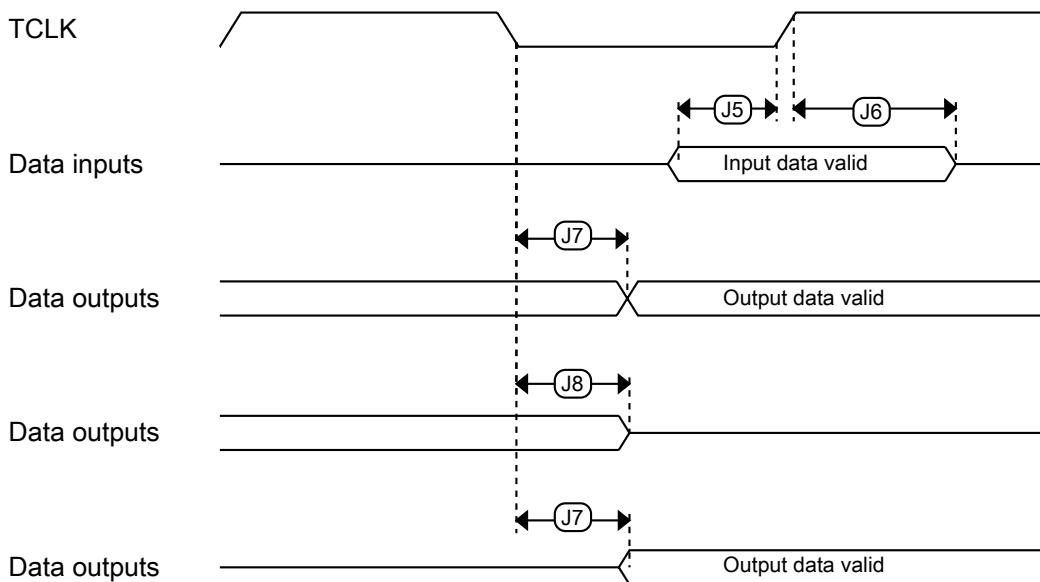 TCLK
J5
J6
Data inputs
Input data valid
J7
Data outputs
Output data valid
J8
Data outputs
J7
Data outputs
Output data valid